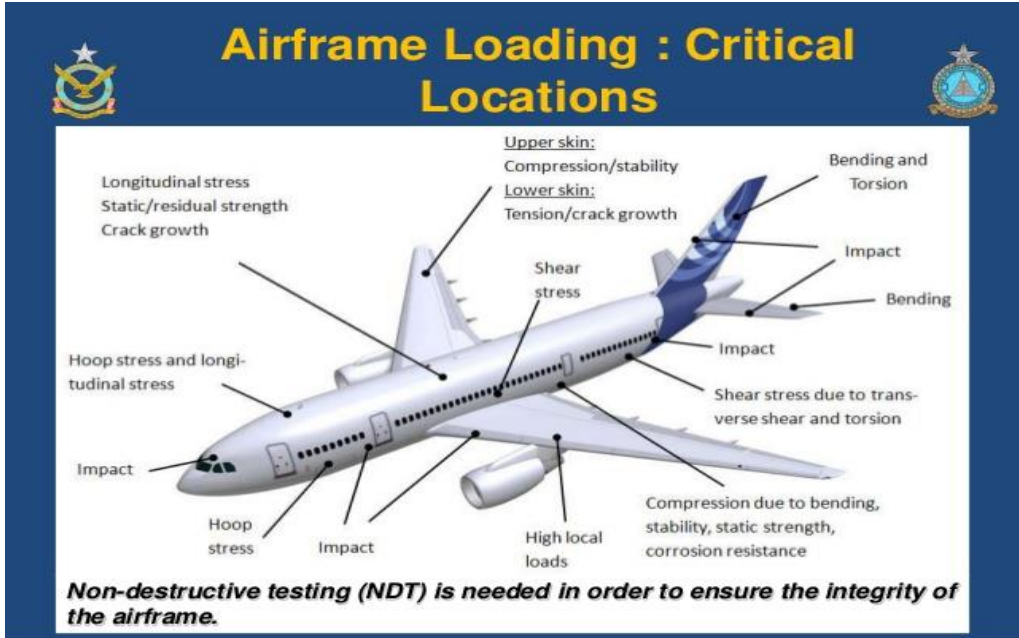 Airframe Loading : Critical
Locations
Upper skin:
Compression/stability
Lower skin:
Tension/crack growth
Bending and
Torsion
Longitudinal stress
Static/residual strength
Crack growth
Impact
Shear
stress
Bending
Hoop stress and longi-
tudinal stress
Impact
Shear stress due to trans-
verse shear and torsion
Impact
Hoop
stress
Impact
High local
loads
Compression due to bending,
stability, static strength,
corrosion resistance
Non-destructive testing (NDT) is needed in order to ensure the integrity of
the airframe.